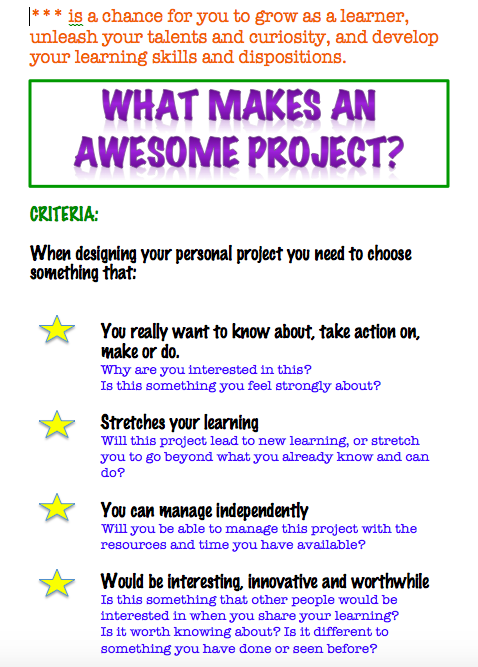 *** is a chance for you to grow as a learner,
unleash your talents and curiosity, and develop
your learning skills and dispositions.
WHAT MAKES AN
AWESOME PROJECT?
CRITERIA:
When designing your personal project you need to choose
something that:
You really want to know about, take action on,
make or do.
Why are you interested in this?
Is this something you feel strongly about?
Stretches your learning
Will this project lead to new learning, or stretch
you to go beyond what you already know and can
do?
You can manage independently
Will you be able to manage this project with the
resources and time you have available?
Would be interesting, innovative and worthwhile
Is this something that other people would be
interested in when you share your learning?
Is it worth knowing about? Is it different to
something you have done or seen before?